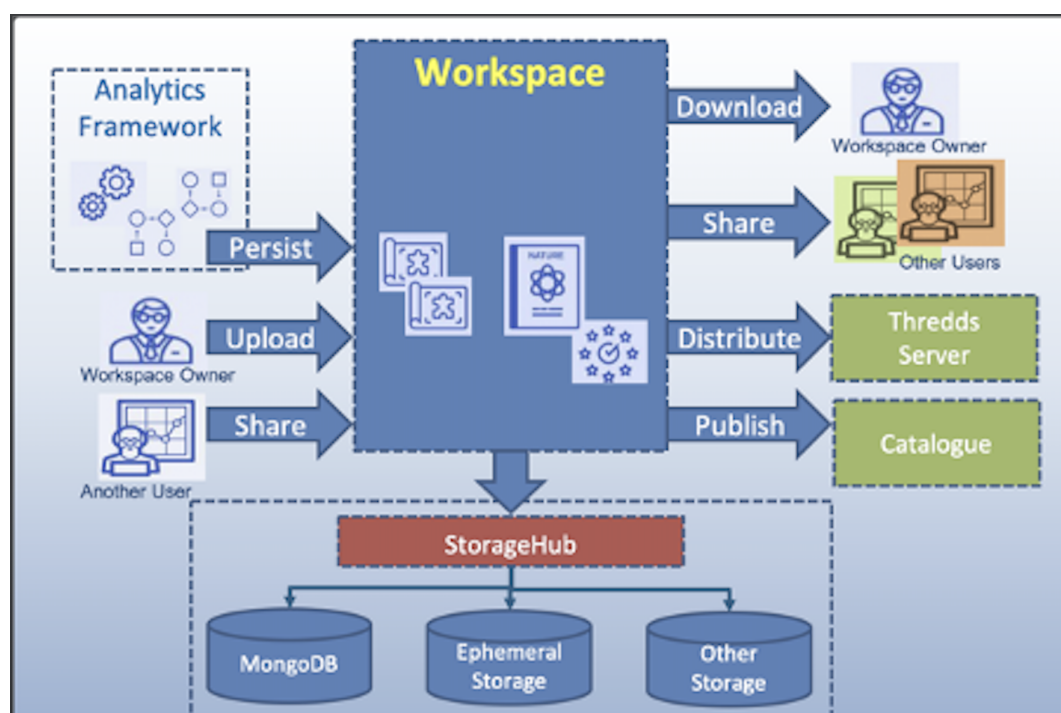 Workspace
Analytics
Framework
Persist
Upload
Workspace Owner
Share
Another User
NATURE
Download
Workspace Owner
Share
Other Users
Distribute
Thredds
Server
Publish
Catalogue
StorageHub
MongoDB
Ephemeral
Storage
Other
Storage